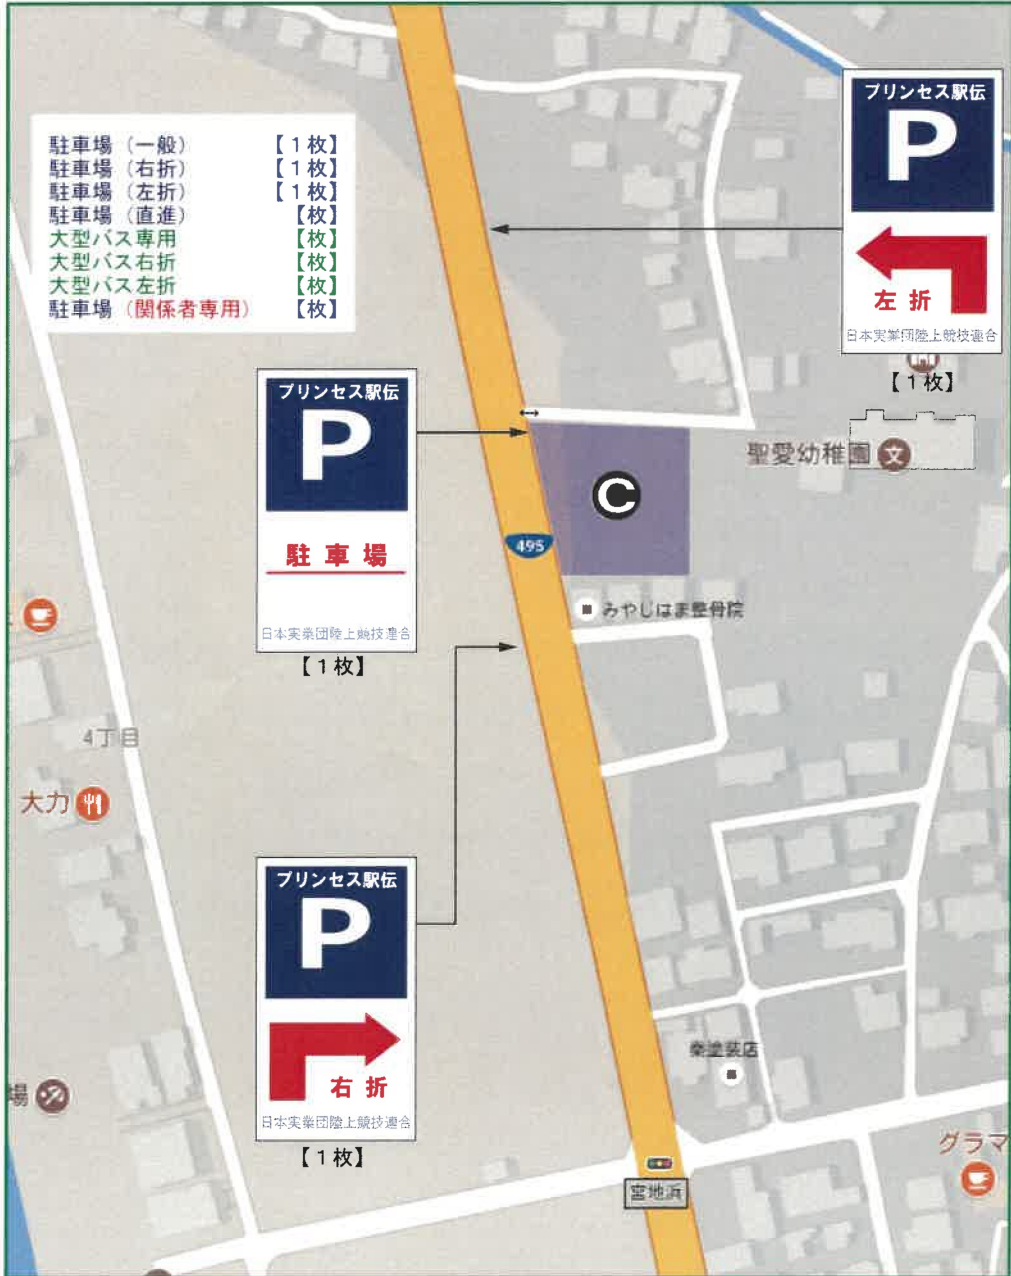 駐車場（一般）　【１枚】
駐車場（右折）　【１枚】
駐車場（左折）　【１枚】
駐車場（直進）　【枚】
大型バス専用　【枚】
大型バス右折　【枚】
大型バス左折　【枚】
駐車場（関係者専用）　【枚】
プリンセス駅伝
P
左折
日本実業団陸上競技連合
【１枚】
プリンセス駅伝
P
駐車場
日本実業団陸上競技連合
【１枚】
聖愛幼稚園
文
C
495
みやじはま整骨院
4丁目
大力
プリンセス駅伝
P
右折
日本実業団陸上競技連合
【１枚】
秦塗装店
場
グラマ
宮地浜